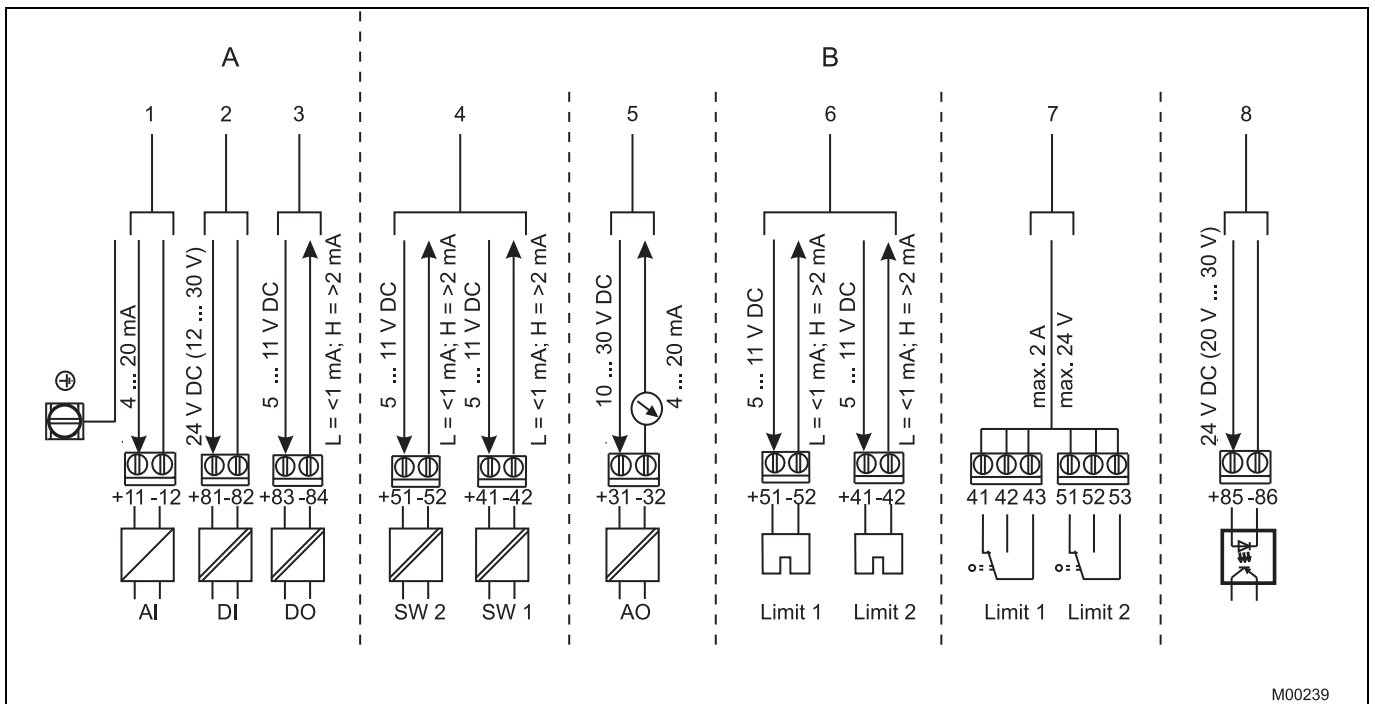 A
B
1
2
3
4
5
6
7
8
4 ... 20 mA
24 V DC (12 ... 30 V)
5 ... 11 V DC
L= <1 mA; H = >2 mA
5 ... 11 V DC
L= <1 mA; H = >2 mA
5 ... 11 V DC
L= <1 mA; H = >2 mA
10 ... 30 V DC
4 ... 20 mA
5 ... 11 V DC
L= <1 mA; H = >2 mA
5 ... 11 V DC
L= <1 mA; H = >2 mA
max. 2 A
max. 24 V
24 V DC (20 V ... 30 V)
+11 -12
+81-82
+83-84
+51-52
+41-42
+31-32
+51-52
+41-42
41 42 43
51 52 53
+85 -86
AI
DI
DO
SW 2
SW 1
AO
Limit 1
Limit 2
Limit 1
Limit 2
M00239